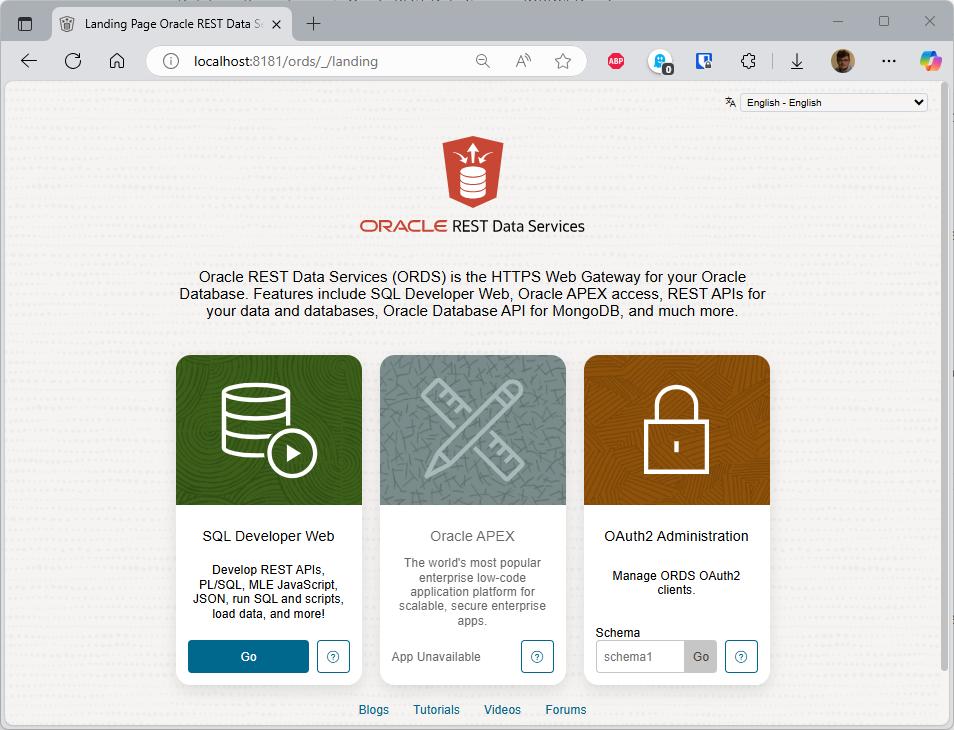 Landing Page Oracle REST Data S
localhost:8181/ords/_/landing
ABP
0
English - English
ORACLE REST Data Services
Oracle REST Data Services (ORDS) is the HTTPS Web Gateway for your Oracle
Database. Features include SQL Developer Web, Oracle APEX access, REST APIs for
your data and databases, Oracle Database API for MongoDB, and much more.
SQL Developer Web
Develop REST APIs,
PL/SQL, MLE JavaScript,
JSON, run SQL and scripts,
load data, and more!
Go
Oracle APEX
The world's most popular
enterprise low-code
application platform for
scalable, secure enterprise
apps.
App Unavailable
OAuth2 Administration
Manage ORDS OAuth2
clients.
Schema
schema1 Go
Blogs Tutorials Videos Forums